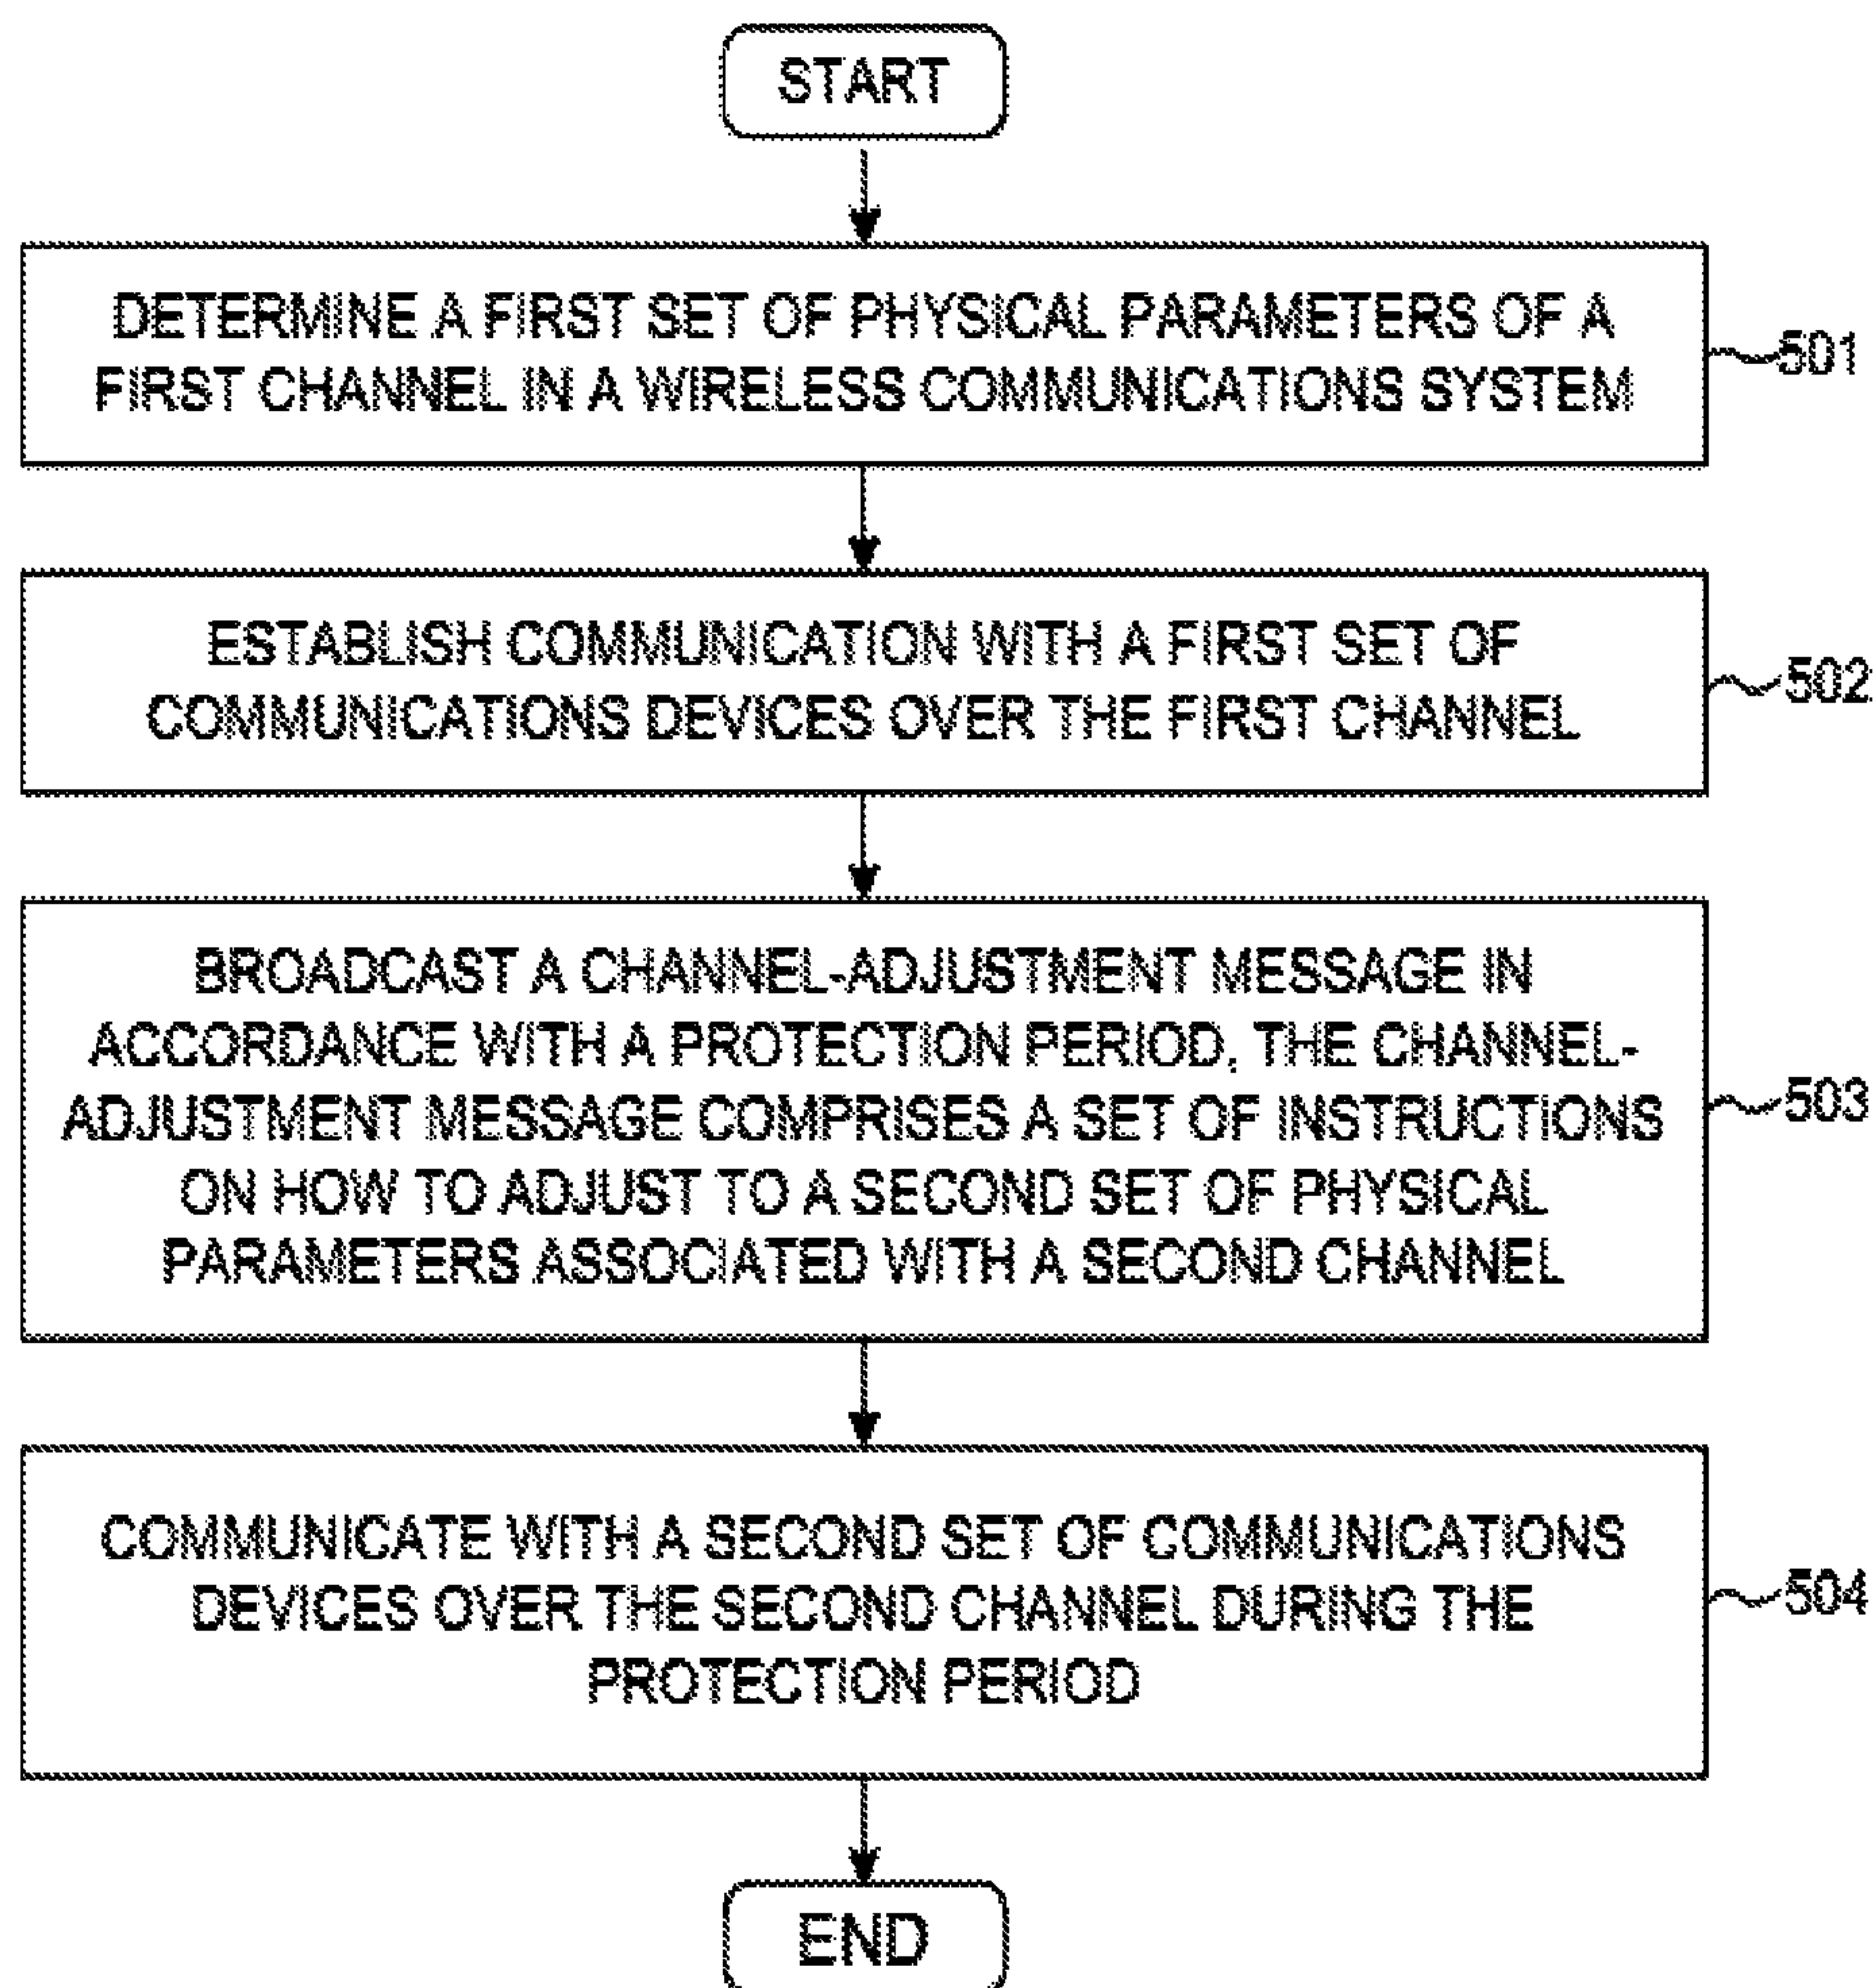 START
DETERMINE A FIRST SET OF PHYSICAL PARAMETERS OF A
FIRST CHANNEL IN A WIRELESS COMMUNICATIONS SYSTEM
501
ESTABLISH COMMUNICATION WITH A FIRST SET OF
COMMUNICATIONS DEVICES OVER THE FIRST CHANNEL
502
BROADCAST A CHANNEL-ADJUSTMENT MESSAGE IN
ACCORDANCE WITH A PROTECTION PERIOD, THE CHANNEL-
ADJUSTMENT MESSAGE COMPRISES A SET OF INSTRUCTIONS
ON HOW TO ADJUST TO A SECOND SET OF PHYSICAL
PARAMETERS ASSOCIATED WITH A SECOND CHANNEL
503
COMMUNICATE WITH A SECOND SET OF COMMUNICATIONS
DEVICES OVER THE SECOND CHANNEL DURING THE
PROTECTION PERIOD
504
END